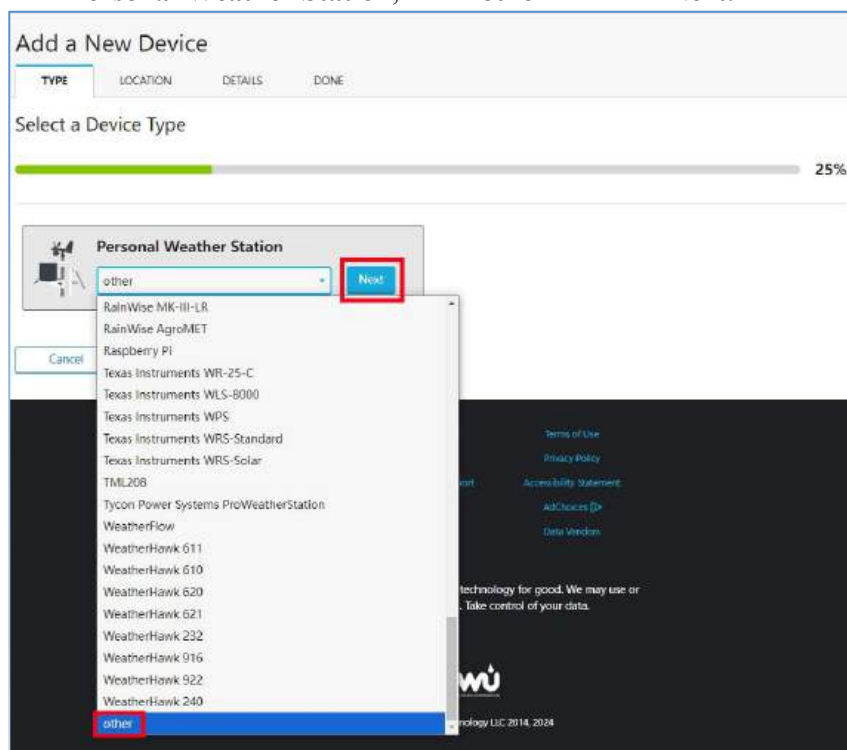 Add a New Device
TYPE LOCATION DETAILS DONE
Select a Device Type
25%
Personal Weather Station
other
Next
RainWise MK-III-LR
RainWise AgroMET
Raspberry Pi
Cancel
Texas Instruments WR-25-C
Texas Instruments WLS-8000
Texas Instruments WPS
Texas Instruments WRS-Standard
Texas Instruments WRS-Solar
TML208
Tycon Power Systems ProWeatherStation
WeatherFlow
WeatherHawk 611
WeatherHawk 610
WeatherHawk 620
WeatherHawk 621
WeatherHawk 232
WeatherHawk 916
WeatherHawk 922
WeatherHawk 240
other
Terms of Use
Privacy Policy
Accessibility Statement
AdChoices
Data Vendors
technology for good. We may use or
. Take control of your data.
wu
nology LLC 2014, 2024